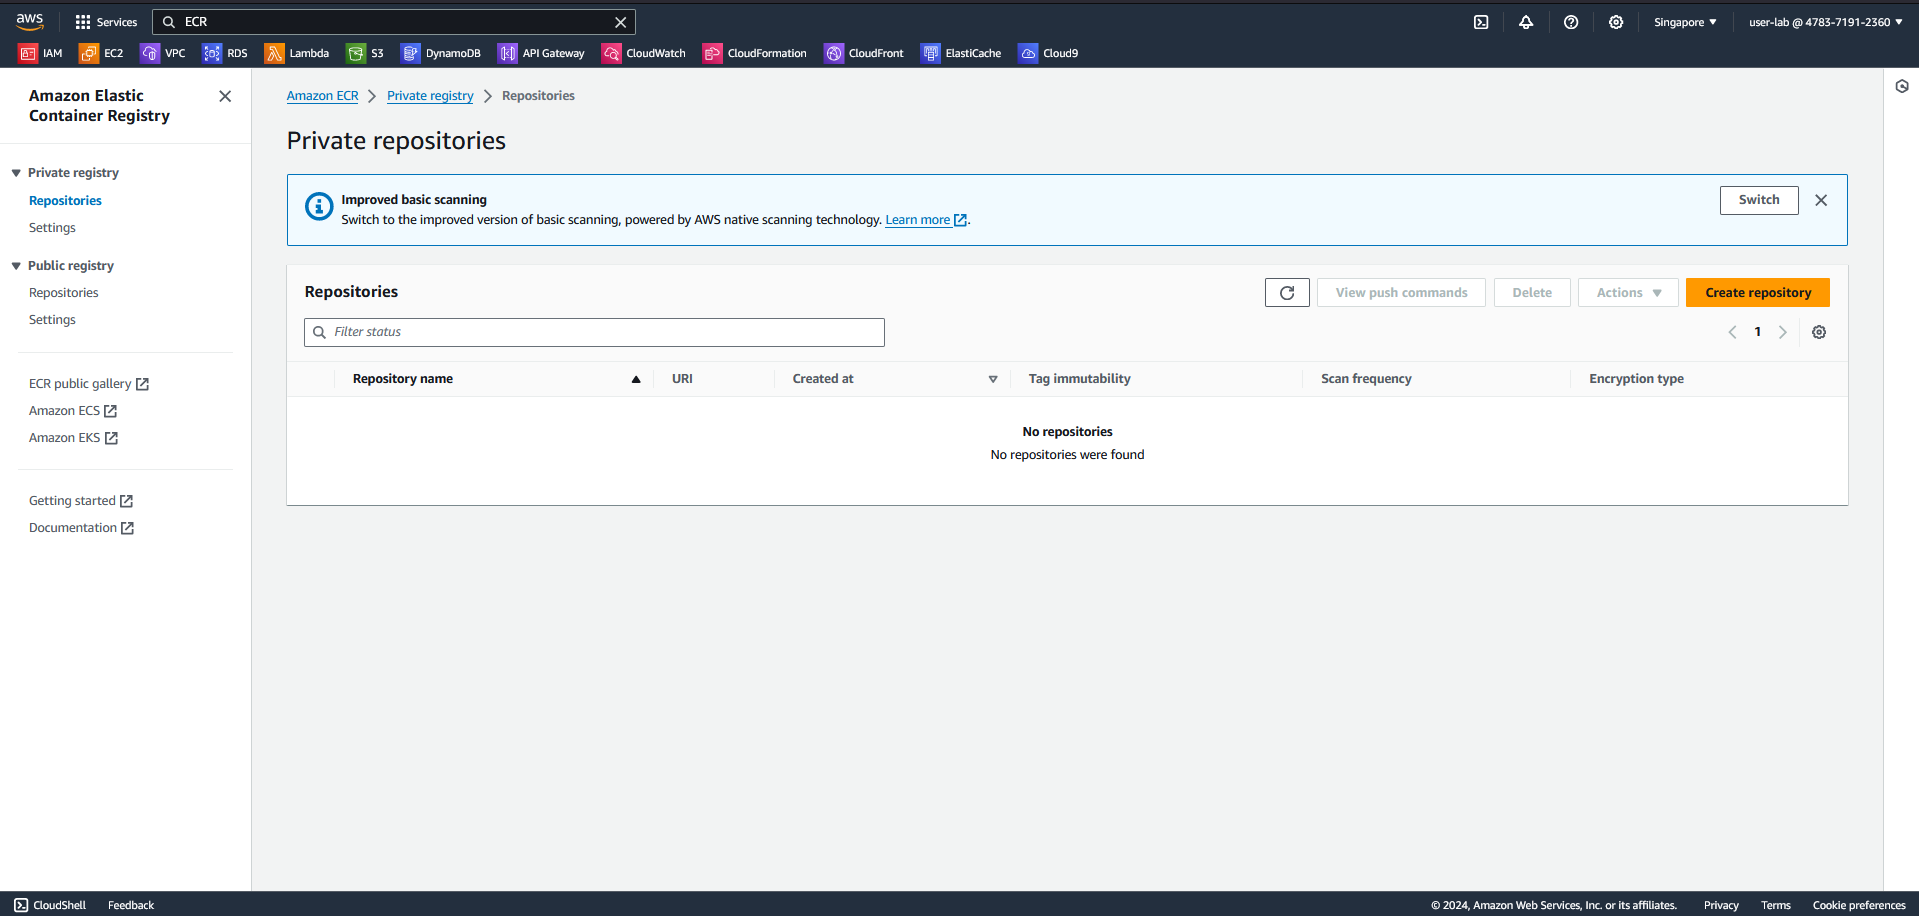 aws
Services
ECR
Singapore
user-lab @ 4783-7191-2360
IAM
EC2
VPC
RDS
Lambda
S3
DynamoDB
API Gateway
CloudWatch
CloudFormation
CloudFront
ElastiCache
Cloud9
Amazon Elastic
Container Registry
Private registry
Repositories
Settings
Public registry
Repositories
Settings
ECR public gallery
Amazon ECS
Amazon EKS
Getting started
Documentation
Amazon ECR
Private registry
Repositories
Private repositories
Improved basic scanning
Switch to the improved version of basic scanning, powered by AWS native scanning technology. Learn more .
Switch
Repositories
View push commands
Delete
Actions
Create repository
Filter status
1
Repository name
URI
Created at
Tag immutability
Scan frequency
Encryption type
No repositories
No repositories were found
CloudShell
Feedback
© 2024, Amazon Web Services, Inc. or its affiliates.
Privacy
Terms
Cookie preferences